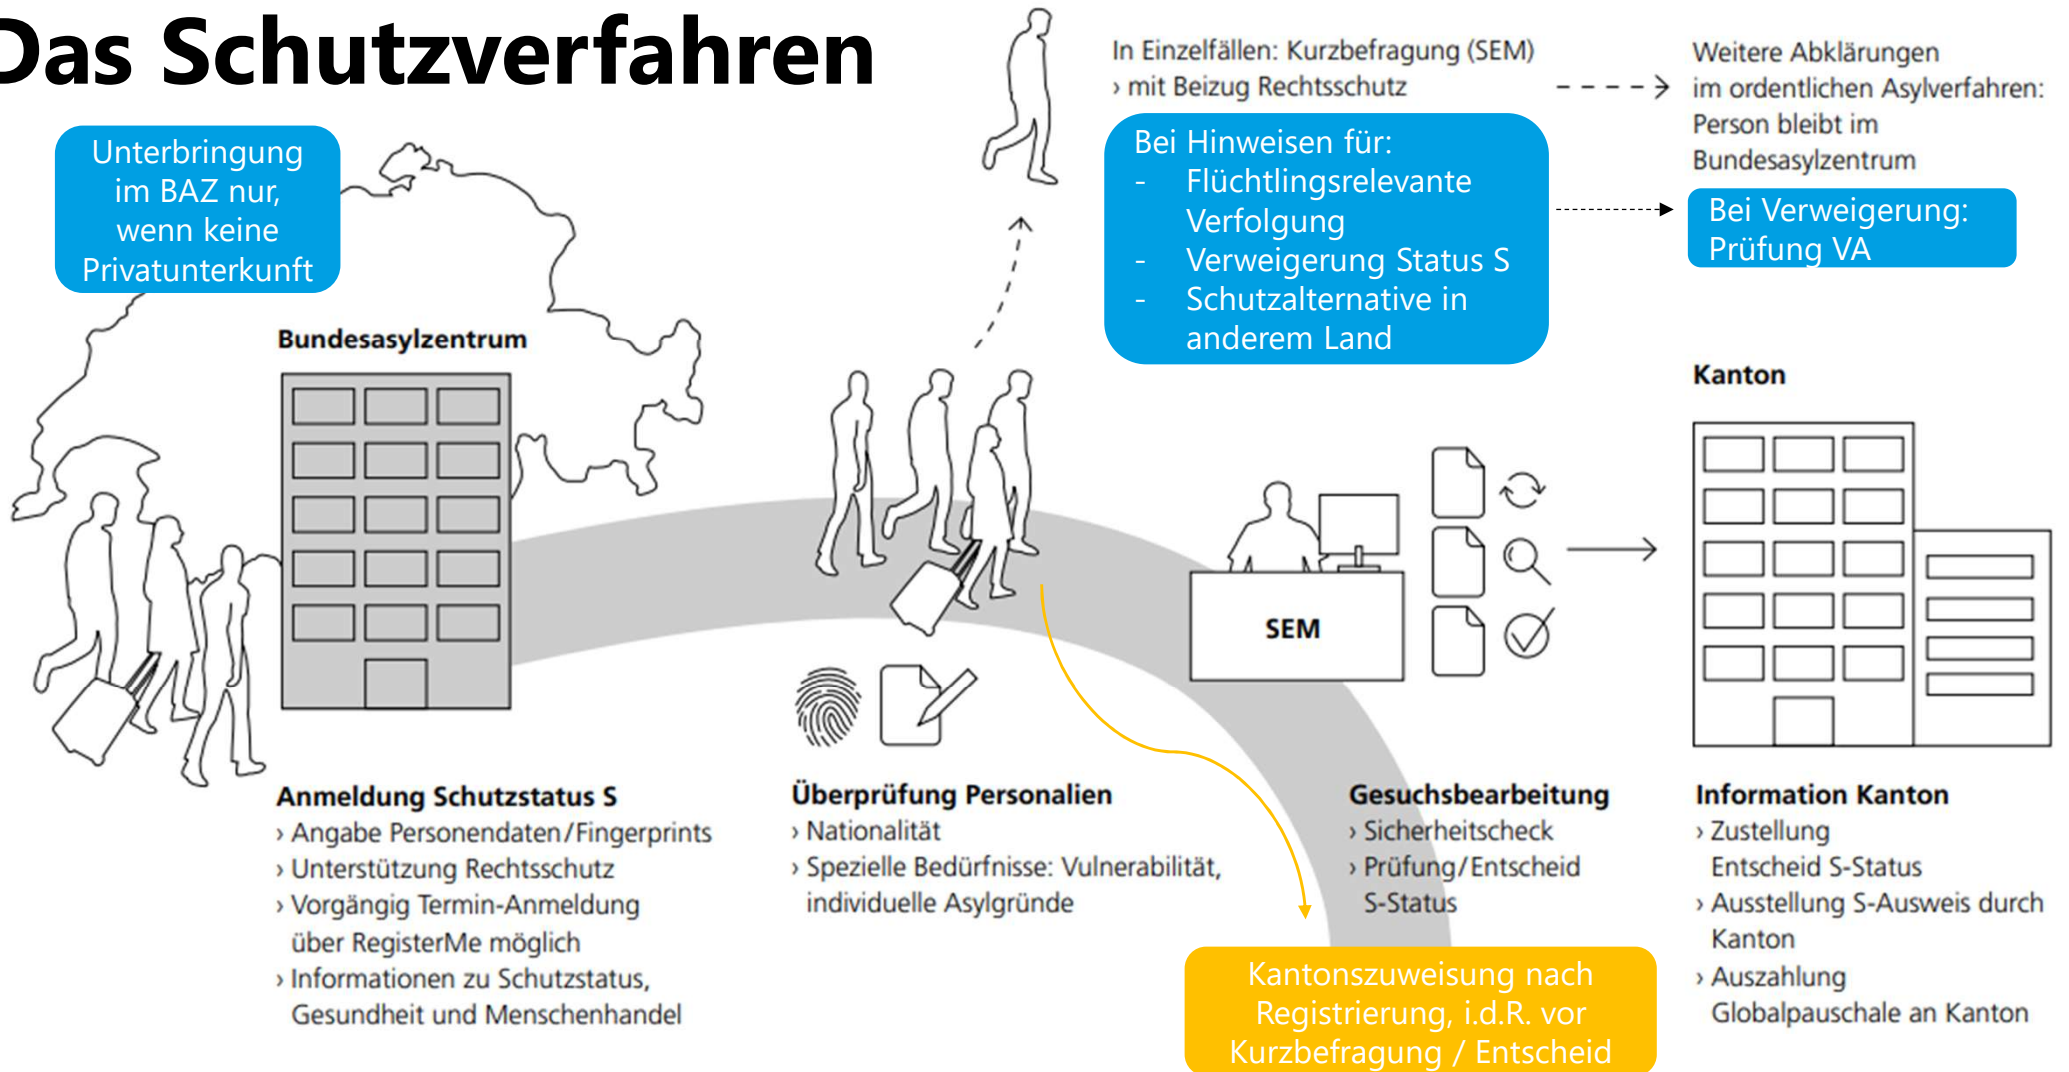 Das Schutzverfahren
Unterbringung
im BAZ nur,
wenn keine
Privatunterkunft
In Einzelfällen: Kurzbefragung (SEM)
› mit Beizug Rechtsschutz
Bei Hinweisen für:
- Flüchtlingsrelevante
Verfolgung
- Verweigerung Status S
- Schutzalternative in
anderem Land
Weitere Abklärungen
im ordentlichen Asylverfahren:
Person bleibt im
Bundesasylzentrum
Bei Verweigerung:
Prüfung VA
Bundesasylzentrum
Kanton
SEM
Anmeldung Schutzstatus S
› Angabe Personendaten/Fingerprints
› Unterstützung Rechtsschutz
› Vorgängig Termin-Anmeldung
über RegisterMe möglich
› Informationen zu Schutzstatus,
Gesundheit und Menschenhandel
Überprüfung Personalien
› Nationalität
› Spezielle Bedürfnisse: Vulnerabilität,
individuelle Asylgründe
Gesuchsbearbeitung
› Sicherheitscheck
› Prüfung/Entscheid
S-Status
Kantonszuweisung nach
Registrierung, i.d.R. vor
Kurzbefragung / Entscheid
Information Kanton
› Zustellung
Entscheid S-Status
› Ausstellung S-Ausweis durch
Kanton
› Auszahlung
Globalpauschale an Kanton